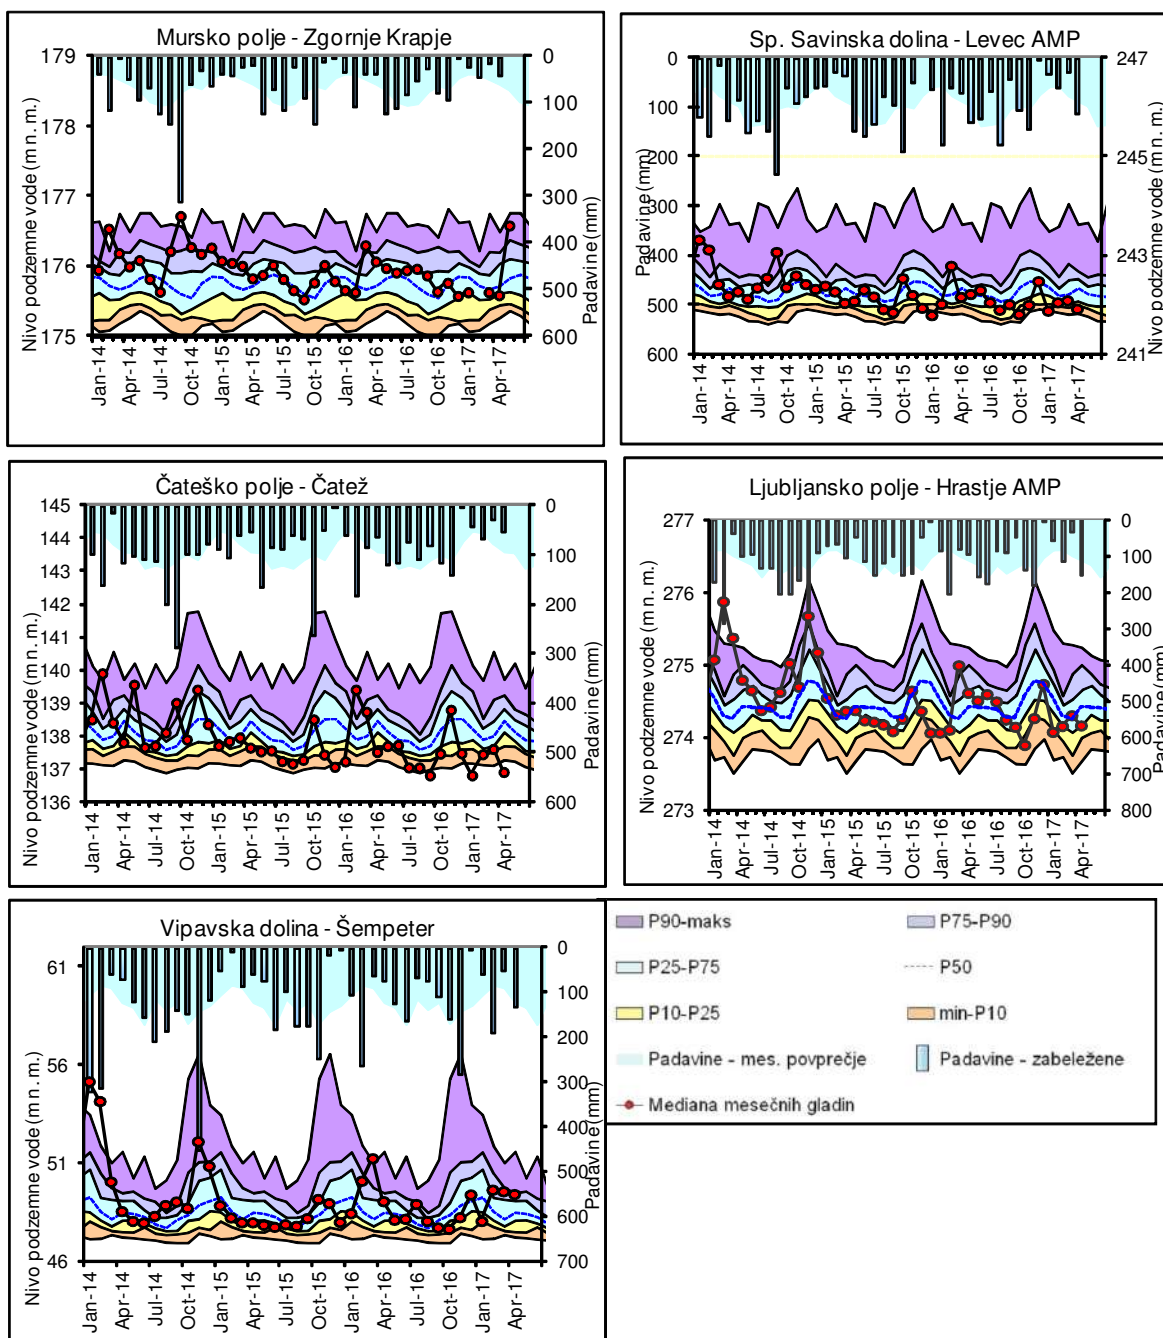 Mursko polje - Zgornje Krapje
179
178
177
176
175
0
100
200
300
400
500
600
Nivo podzemne vode (m n. m.)
Padavine (mm)
Jan-14
Apr-14
Jul-14
Oct-14
Jan-15
Apr-15
Jul-15
Oct-15
Jan-16
Apr-16
Jul-16
Oct-16
Jan-17
Apr-17
Sp. Savinska dolina - Levec AMP
0
100
200
300
400
500
600
247
245
243
241
Padavine (mm)
Nivo podzemne vode (m n. m.)
Jan-14
Apr-14
Jul-14
Oct-14
Jan-15
Apr-15
Jul-15
Oct-15
Jan-16
Apr-16
Jul-16
Oct-16
Jan-17
Apr-17
Čateško polje - Čatež
145
144
143
142
141
140
139
138
137
136
0
100
200
300
400
500
600
Nivo podzemne vode (m n. m.)
Padavine (mm)
Jan-14
Apr-14
Jul-14
Oct-14
Jan-15
Apr-15
Jul-15
Oct-15
Jan-16
Apr-16
Jul-16
Oct-16
Jan-17
Apr-17
Ljubljansko polje - Hrastje AMP
277
276
275
274
273
0
100
200
300
400
500
600
700
800
Nivo podzemne vode (m n. m.)
Padavine (mm)
Jan-14
Apr-14
Jul-14
Oct-14
Jan-15
Apr-15
Jul-15
Oct-15
Jan-16
Apr-16
Jul-16
Oct-16
Jan-17
Apr-17
Vipavska dolina - Šempeter
61
56
51
46
0
100
200
300
400
500
600
700
Nivo podzemne vode (m n. m.)
Padavine (mm)
Jan-14
Apr-14
Jul-14
Oct-14
Jan-15
Apr-15
Jul-15
Oct-15
Jan-16
Apr-16
Jul-16
Oct-16
Jan-17
Apr-17
P90-maks
P75-P90
P25-P75
P50
P10-P25
min-P10
Padavine - mes. povprečje
Padavine - zabeležene
Mediana mesečnih gladin